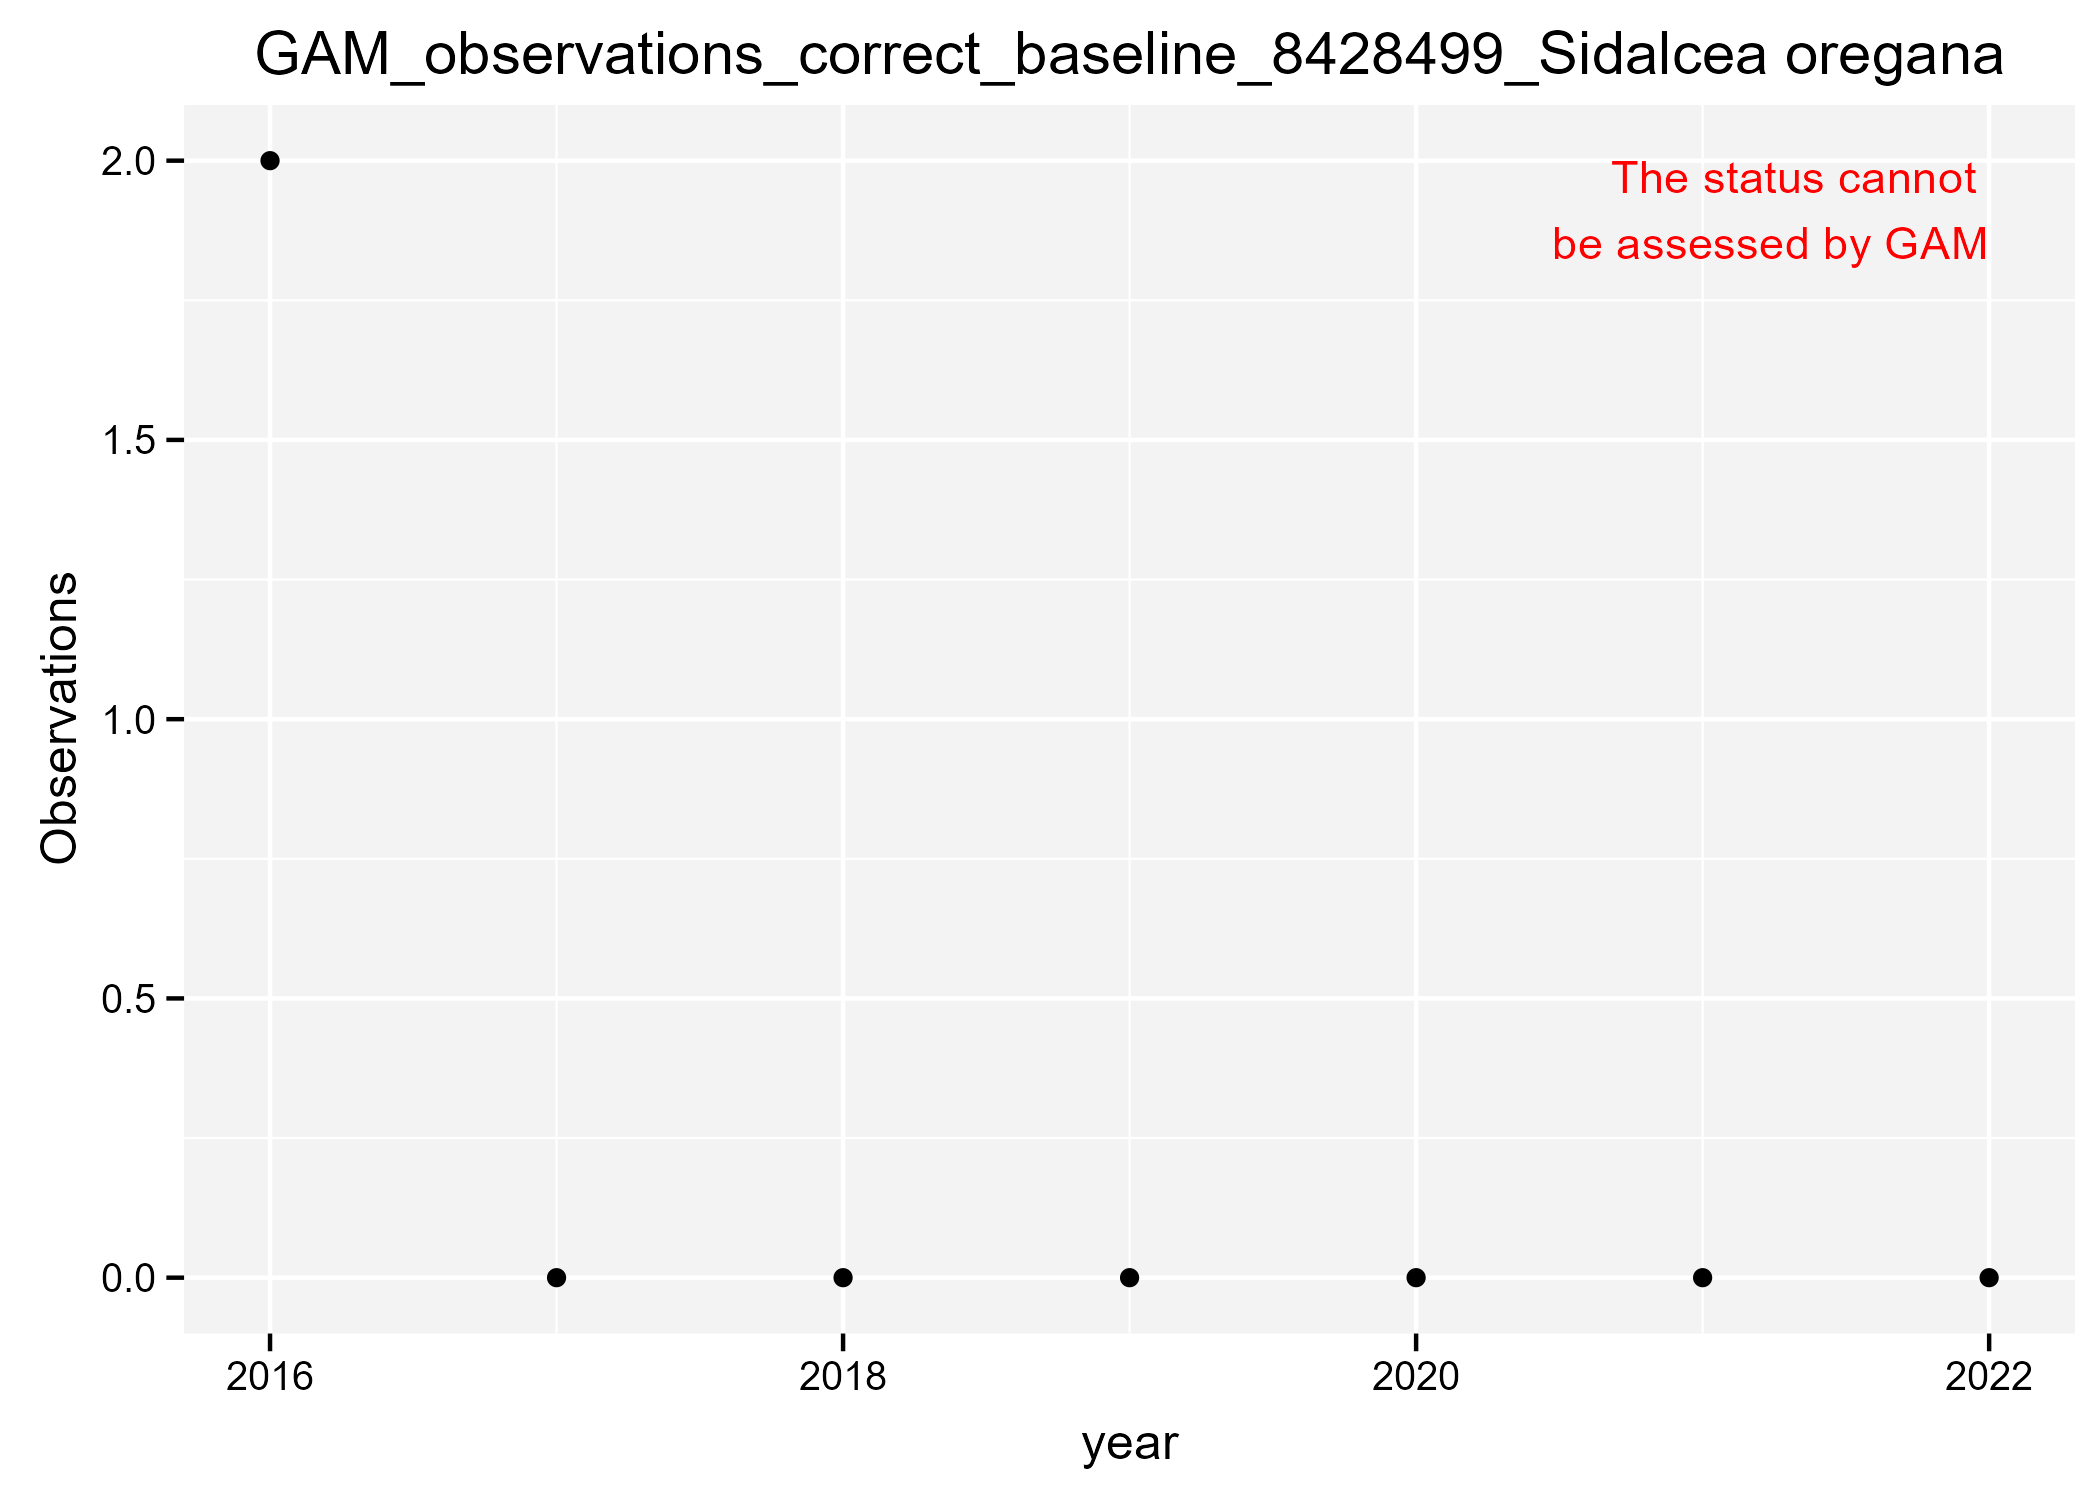 GAM_observations_correct_baseline_8428499_Sidalcea oregana
The status cannot
be assessed by GAM
Observations
2.0
1.5
1.0
0.5
0.0
2016 2018 2020 2022
year